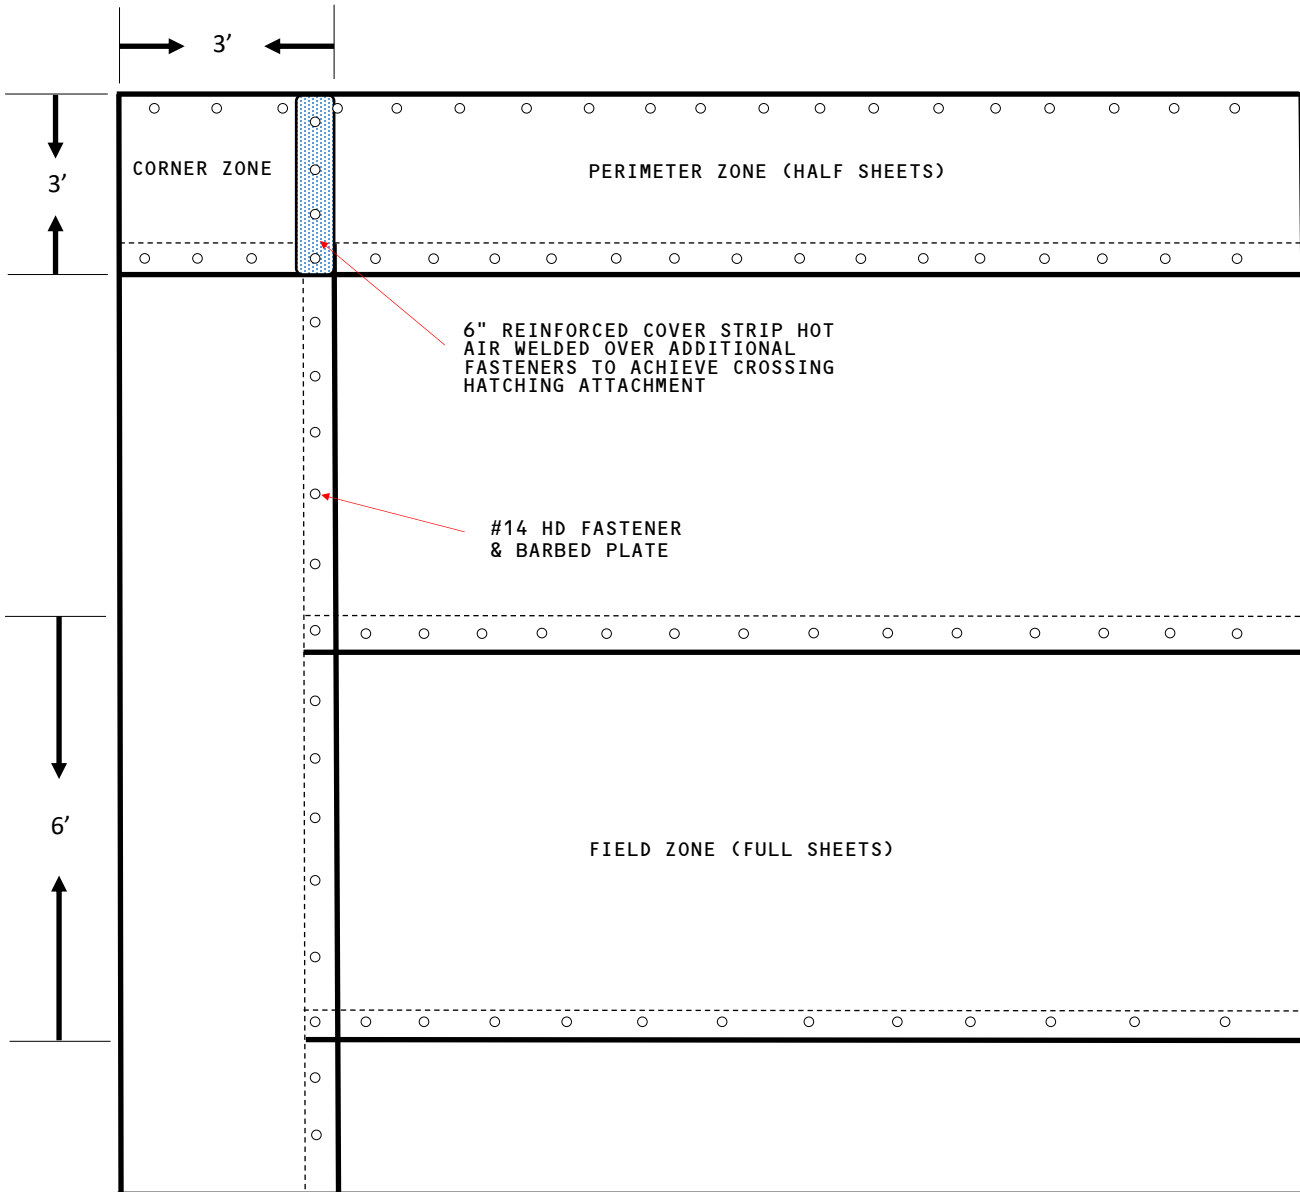 3’
3’
CORNER ZONE
PERIMETER ZONE (HALF SHEETS)
6" REINFORCED COVER STRIP HOT
AIR WELDED OVER ADDITIONAL
FASTENERS TO ACHIEVE CROSSING
HATCHING ATTACHMENT
#14 HD FASTENER
& BARBED PLATE
6’
FIELD ZONE (FULL SHEETS)